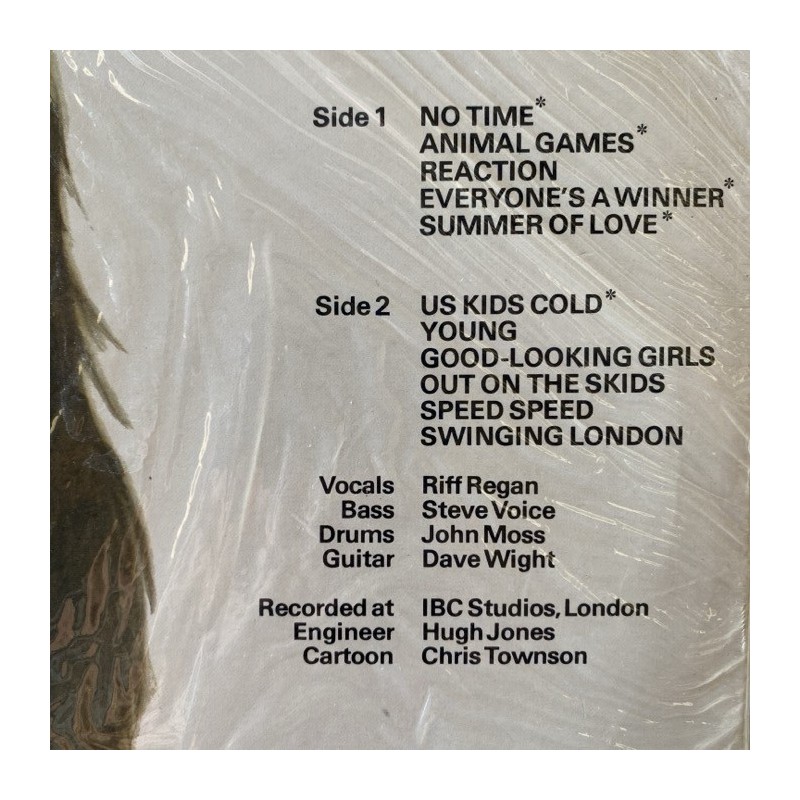 Side 1 NO TIME*
ANIMAL GAMES*
REACTION
EVERYONE'S A WINNER*
SUMMER OF LOVE*
Side 2 US KIDS COLD*
YOUNG
GOOD-LOOKING GIRLS
OUT ON THE SKIDS
SPEED SPEED
SWINGING LONDON
Vocals Riff Regan
Bass Steve Voice
Drums John Moss
Guitar Dave Wight
Recorded at IBC Studios, London
Engineer Hugh Jones
Cartoon Chris Townson